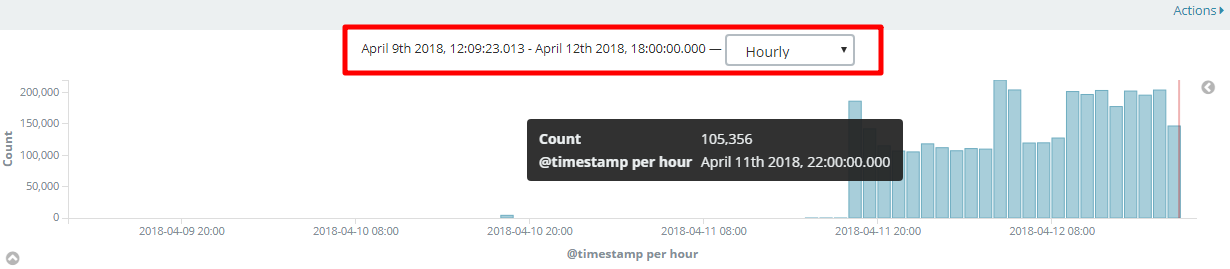 Actions
April 9th 2018, 12:09:23.013 - April 12th 2018, 18:00:00.000 — Hourly
200,000
150,000
100,000
50,000
0
Count
Count 105,356
@timestamp per hour April 11th 2018, 22:00:00.000
2018-04-09 20:00 2018-04-10 08:00 2018-04-10 20:00 2018-04-11 08:00 2018-04-11 20:00 2018-04-12 08:00
@timestamp per hour